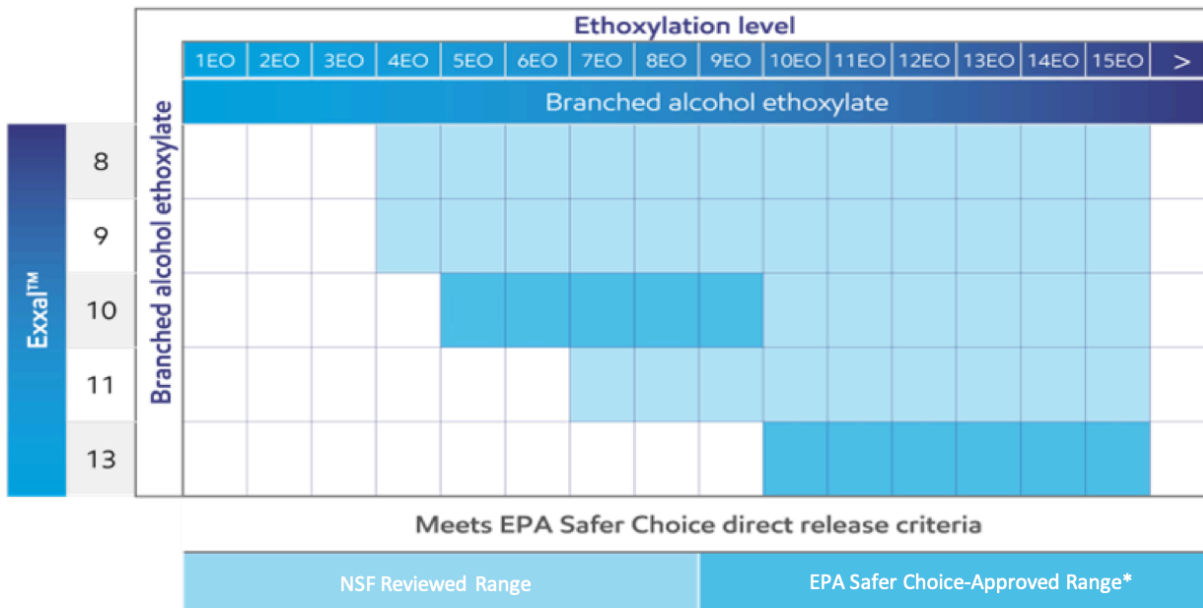 Ethoxylation level
1EO 2EO 3EO 4EO 5EO 6EO 7EO 8EO 9EO 10EO 11EO 12EO 13EO 14EO 15EO >
Branched alcohol ethoxylate
Exxal™
Branched alcohol ethoxylate
8
9
10
11
13
Meets EPA Safer Choice direct release criteria
NSF Reviewed Range
EPA Safer Choice-Approved Range*